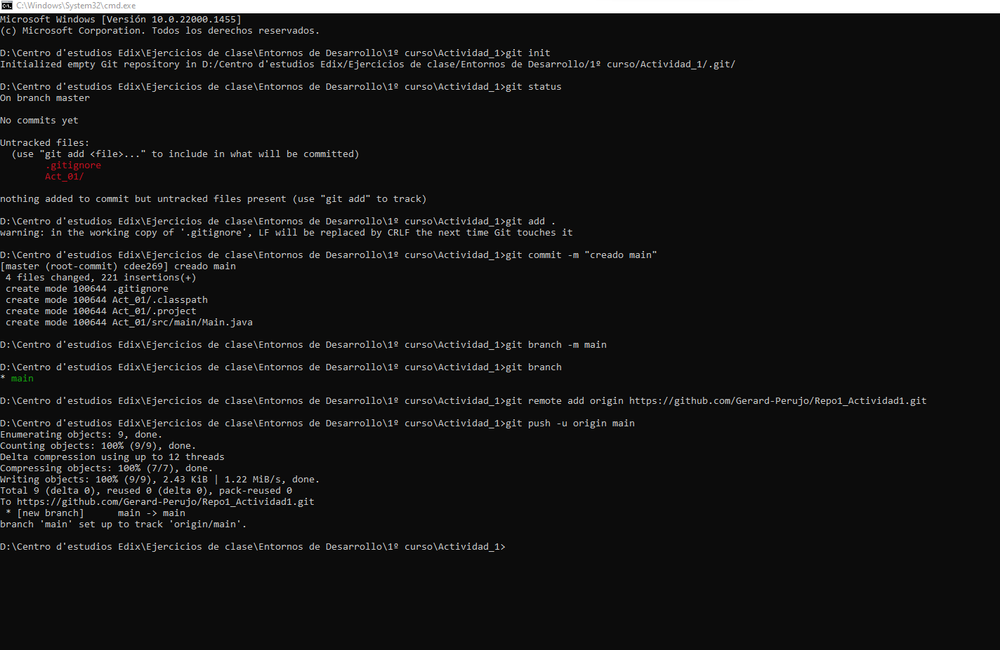 C:\Windows\System32\cmd.exe
Microsoft Windows [Versión 10.0.22000.1455]
(c) Microsoft Corporation. Todos los derechos reservados.
D:\Centro d'estudios Edix\Ejercicios de clase\Entornos de Desarrollo\1º curso\Actividad_1>git init
Initialized empty Git repository in D:/Centro d'estudios Edix/Ejercicios de clase/Entornos de Desarrollo/1º curso/Actividad_1/.git/
D:\Centro d'estudios Edix\Ejercicios de clase\Entornos de Desarrollo\1º curso\Actividad_1>git status
On branch master
No commits yet
Untracked files:
  (use "git add <file>..." to include in what will be committed)
        .gitignore
        Act_01/
nothing added to commit but untracked files present (use "git add" to track)
D:\Centro d'estudios Edix\Ejercicios de clase\Entornos de Desarrollo\1º curso\Actividad_1>git add .
warning: in the working copy of '.gitignore', LF will be replaced by CRLF the next time Git touches it
D:\Centro d'estudios Edix\Ejercicios de clase\Entornos de Desarrollo\1º curso\Actividad_1>git commit -m "creado main"
[master (root-commit) cdee269] creado main
 4 files changed, 221 insertions(+)
 create mode 100644 .gitignore
 create mode 100644 Act_01/.classpath
 create mode 100644 Act_01/.project
 create mode 100644 Act_01/src/main/Main.java
D:\Centro d'estudios Edix\Ejercicios de clase\Entornos de Desarrollo\1º curso\Actividad_1>git branch -m main
D:\Centro d'estudios Edix\Ejercicios de clase\Entornos de Desarrollo\1º curso\Actividad_1>git branch
* main
D:\Centro d'estudios Edix\Ejercicios de clase\Entornos de Desarrollo\1º curso\Actividad_1>git remote add origin https://github.com/Gerard-Perujo/Repo1_Actividad1.git
D:\Centro d'estudios Edix\Ejercicios de clase\Entornos de Desarrollo\1º curso\Actividad_1>git push -u origin main
Enumerating objects: 9, done.
Counting objects: 100% (9/9), done.
Delta compression using up to 12 threads
Compressing objects: 100% (7/7), done.
Writing objects: 100% (9/9), 2.43 KiB | 1.22 MiB/s, done.
Total 9 (delta 0), reused 0 (delta 0), pack-reused 0
To https://github.com/Gerard-Perujo/Repo1_Actividad1.git
 * [new branch]      main -> main
branch 'main' set up to track 'origin/main'.
D:\Centro d'estudios Edix\Ejercicios de clase\Entornos de Desarrollo\1º curso\Actividad_1>